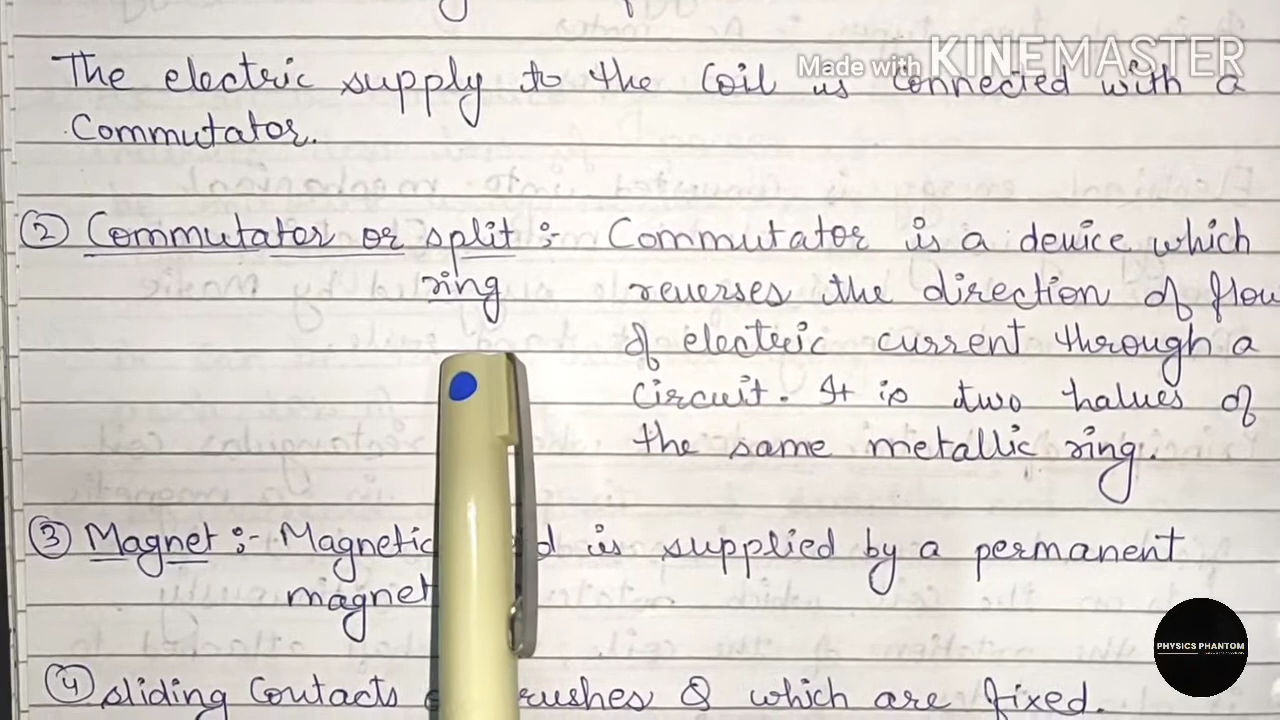 Made with KINEMASTER
The electric supply to the coil is connected with a
Commutator.
② Commutator or split :- Commutator is a device which
ring reverses the direction of flow
of electric current through a
circuit. It is two halves of
the same metallic ring.
③ Magnet :- Magnetic is supplied by a permanent
magnet
④ Sliding Contacts which are fixed.
PHYSICS PHANTOM